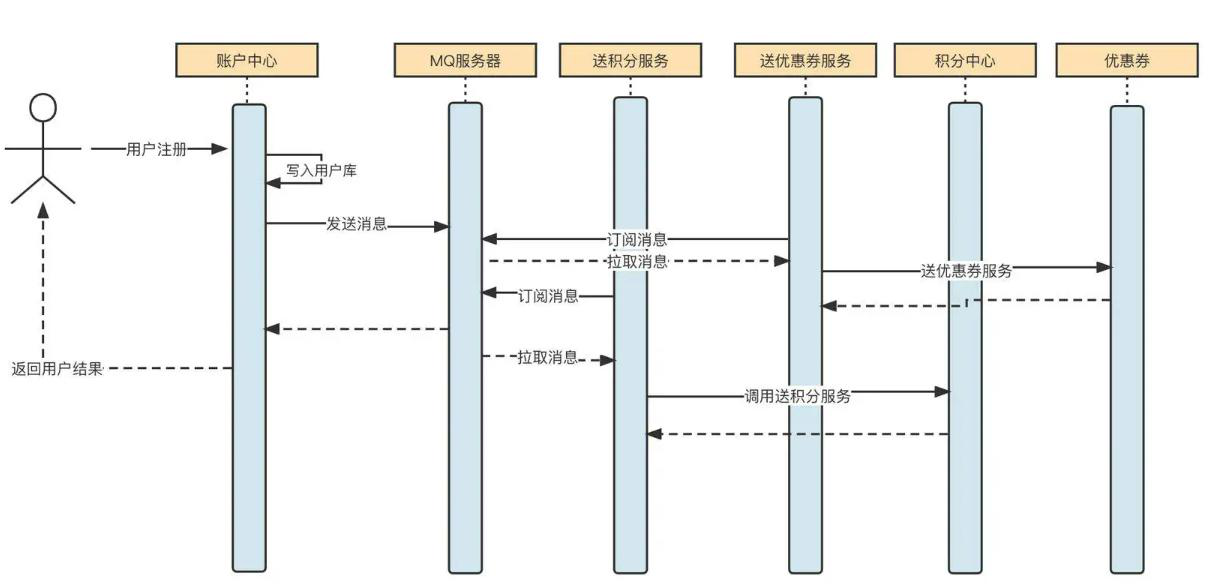 账户中心
MQ服务器
送积分服务
送优惠券服务
积分中心
优惠券
用户注册
写入用户库
发送消息
订阅消息
拉取消息
送优惠券服务
订阅消息
拉取消息
返回用户结果
调用送积分服务